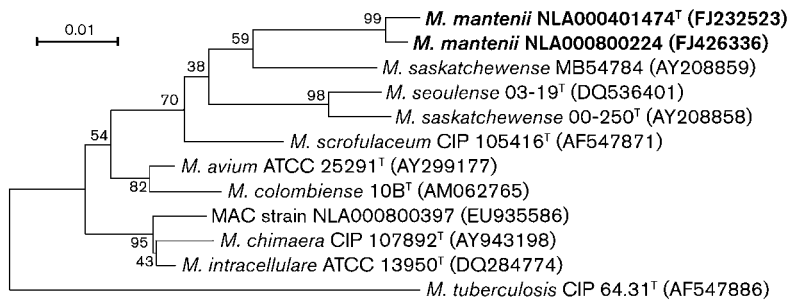 0.01
99
M. mantenii NLA000401474T (FJ232523)
59
M. mantenii NLA000800224 (FJ426336)
38
M. saskatchewense MB54784 (AY208859)
98
M. seoulense 03-19T (DQ536401)
70
M. saskatchewense 00-250T (AY208858)
54
M. scrofulaceum CIP 105416T (AF547871)
M. avium ATCC 25291T (AY299177)
82
M. colombiense 10BT (AM062765)
MAC strain NLA000800397 (EU935586)
95
M. chimaera CIP 107892T (AY943198)
43
M. intracellulare ATCC 13950T (DQ284774)
M. tuberculosis CIP 64.31T (AF547886)